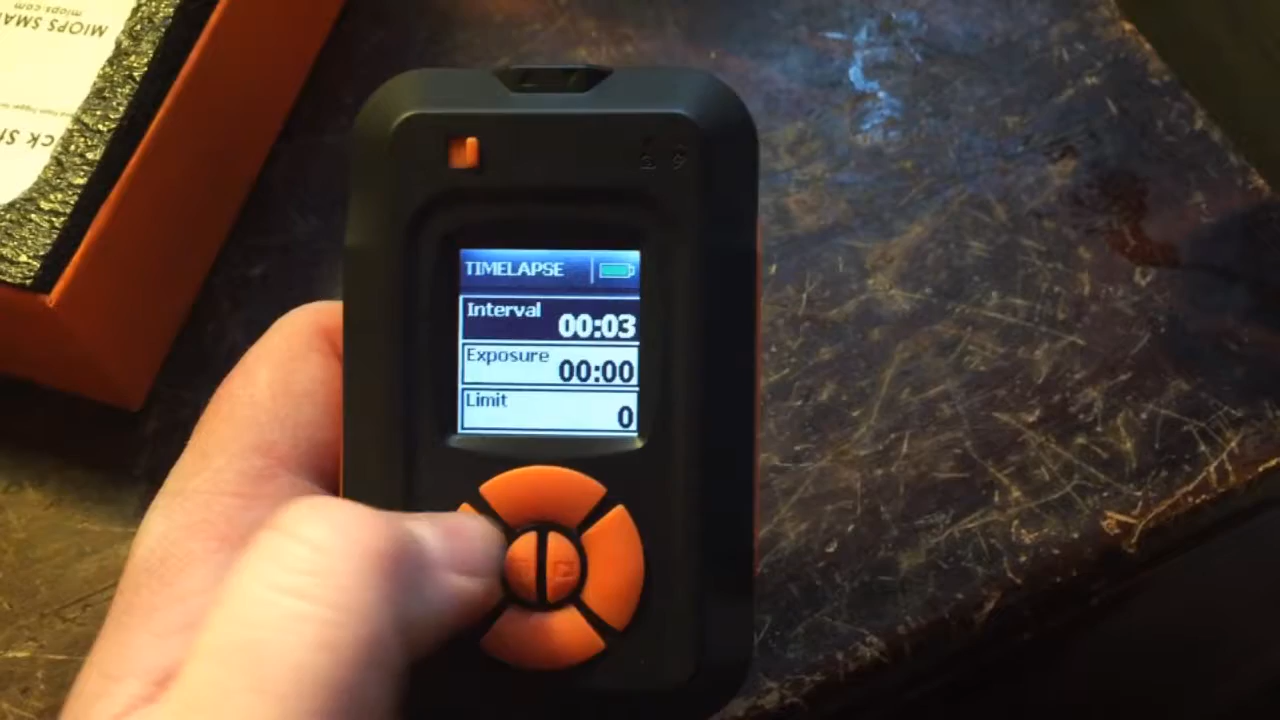 MIOPS SMA
miops.com
TIMELAPSE
Interval
00:03
Exposure
00:00
Limit
0